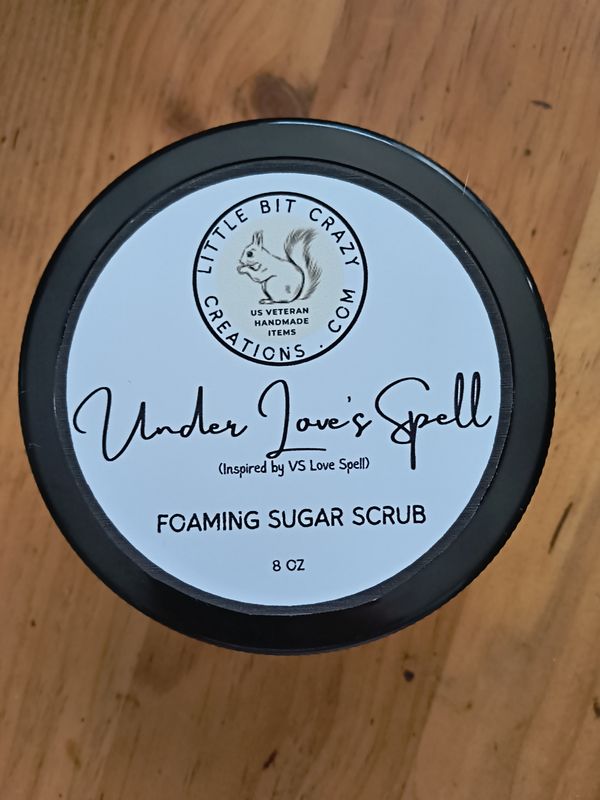 LITTLE BIT CRAZY
CREATIONS . COM
US VETERAN
HANDMADE
ITEMS
Under Love's Spell
(Inspired by VS Love Spell)
FOAMING SUGAR SCRUB
8 OZ